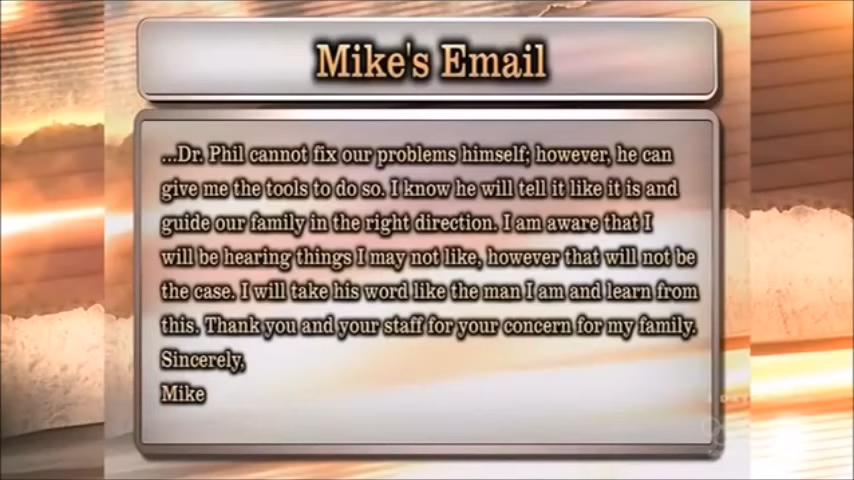 Mike's Email
...Dr. Phil cannot fix our problems himself; however, he can
give me the tools to do so. I know he will tell it like it is and
guide our family in the right direction. I am aware that I
will be hearing things I may not like, however that will not be
the case. I will take his word like the man I am and learn from
this. Thank you and your staff for your concern for my family.
Sincerely,
Mike